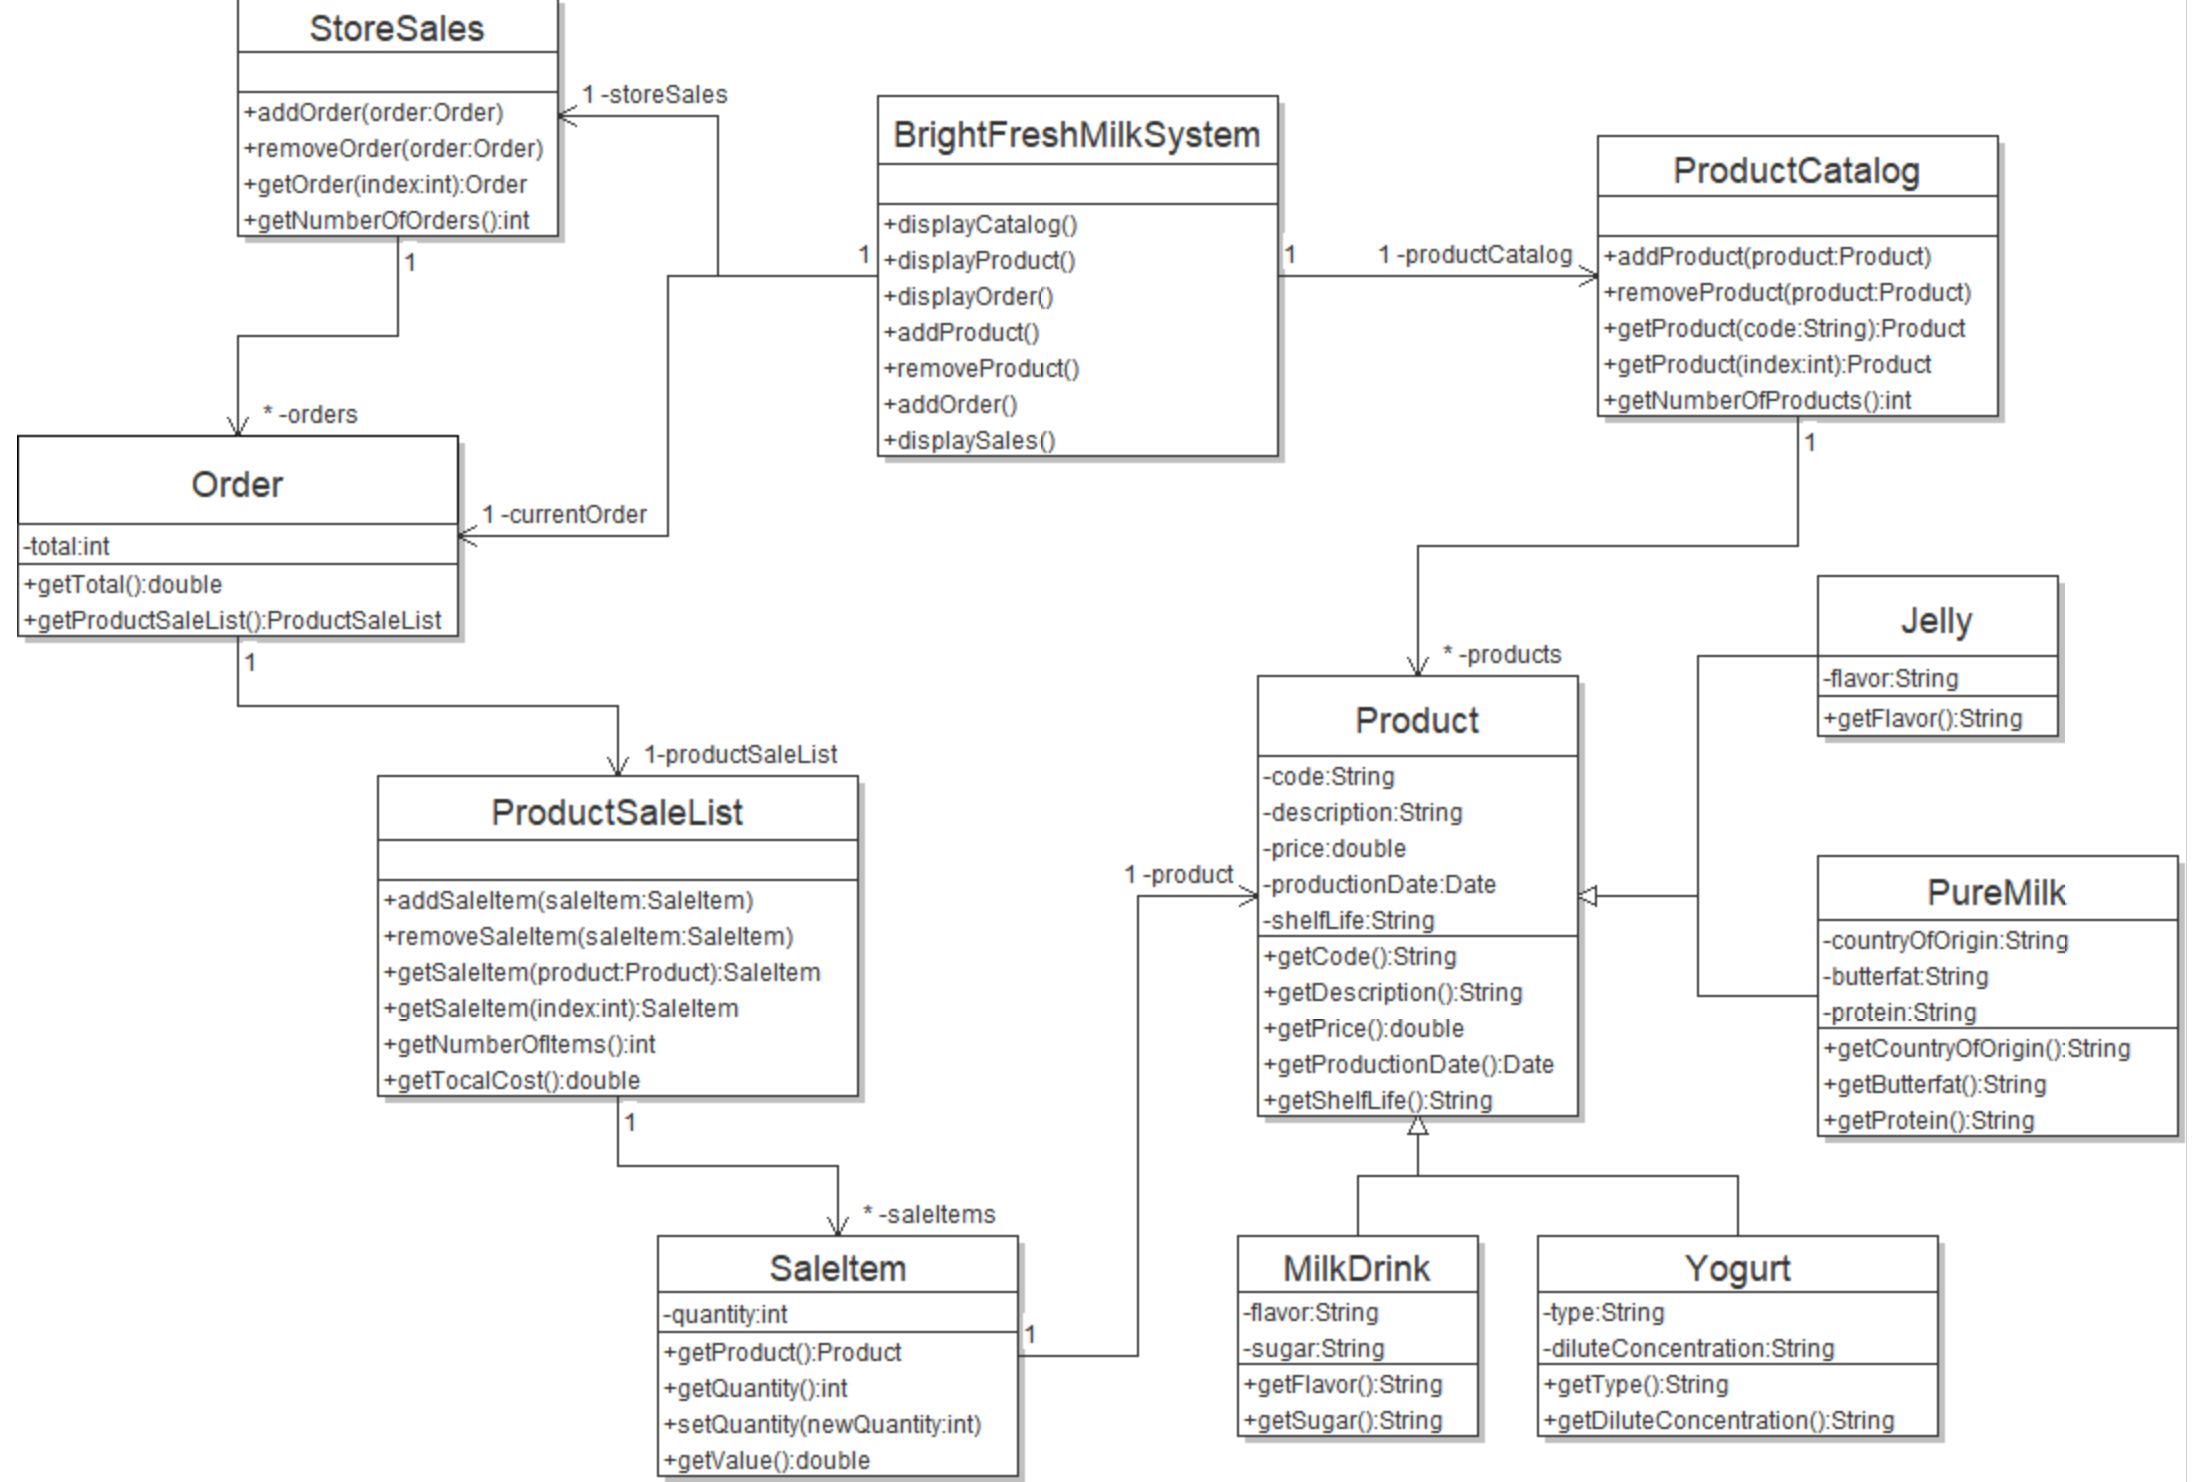 StoreSales
+addOrder(order:Order)
+removeOrder(order:Order)
+getOrder(index:int):Order
+getNumberOfOrders():int
1
1 -storeSales
BrightFreshMilkSystem
+displayCatalog()
+displayProduct()
+displayOrder()
+addProduct()
+removeProduct()
+addOrder()
+displaySales()
1
1
1 -productCatalog
ProductCatalog
+addProduct(product:Product)
+removeProduct(product:Product)
+getProduct(code:String):Product
+getProduct(index:int):Product
+getNumberOfProducts():int
1
* -orders
Order
-total:int
+getTotal():double
+getProductSaleList():ProductSaleList
1
1 -currentOrder
1-productSaleList
ProductSaleList
+addSaleItem(saleItem:SaleItem)
+removeSaleItem(saleItem:SaleItem)
+getSaleItem(product:Product):SaleItem
+getSaleItem(index:int):SaleItem
+getNumberOfItems():int
+getTocalCost():double
1
* -saleItems
SaleItem
-quantity:int
+getProduct():Product
+getQuantity():int
+setQuantity(newQuantity:int)
+getValue():double
1
1 -product
* -products
Product
-code:String
-description:String
-price:double
-productionDate:Date
-shelfLife:String
+getCode():String
+getDescription():String
+getPrice():double
+getProductionDate():Date
+getShelfLife():String
Jelly
-flavor:String
+getFlavor():String
PureMilk
-countryOfOrigin:String
-butterfat:String
-protein:String
+getCountryOfOrigin():String
+getButterfat():String
+getProtein():String
MilkDrink
-flavor:String
-sugar:String
+getFlavor():String
+getSugar():String
Yogurt
-type:String
-diluteConcentration:String
+getType():String
+getDiluteConcentration():String